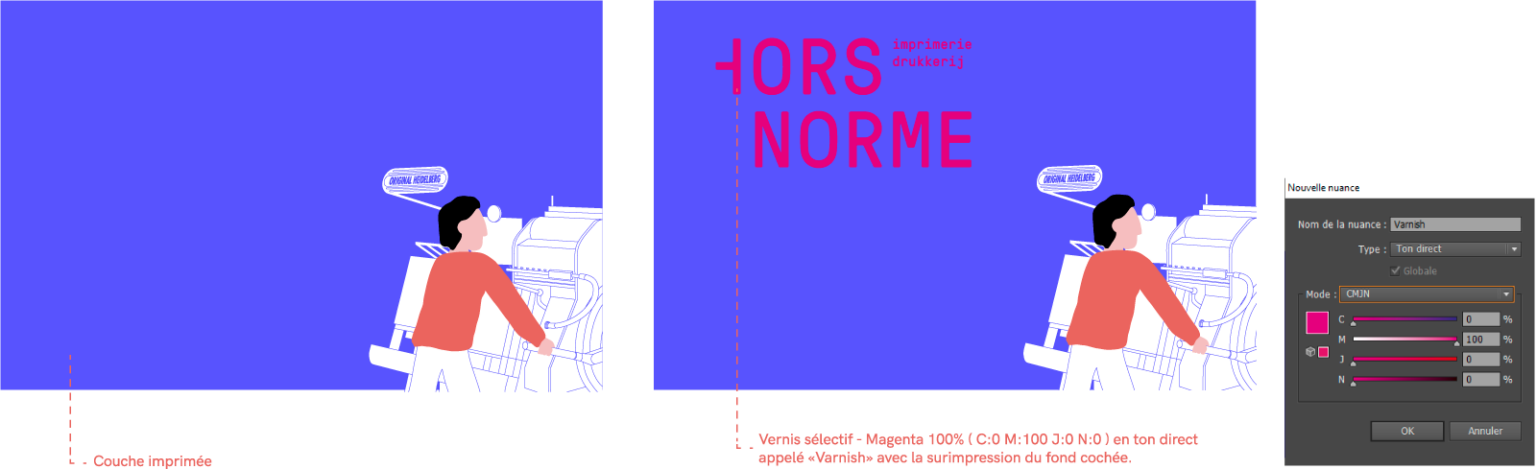 ORIGINAL HEIDELBERG
Couche imprimée
HORS
imprimerie
drukkerij
NORME
ORIGINAL HEIDELBERG
Vernis sélectif - Magenta 100% ( C:0 M:100 J:0 N:0 ) en ton direct
appelé «Varnish» avec la surimpression du fond cochée.
Nouvelle nuance
Nom de la nuance : Varnish
Type : Ton direct
Globale
Mode : CMJN
C 0 %
M 100 %
J 0 %
N 0 %
OK Annuler